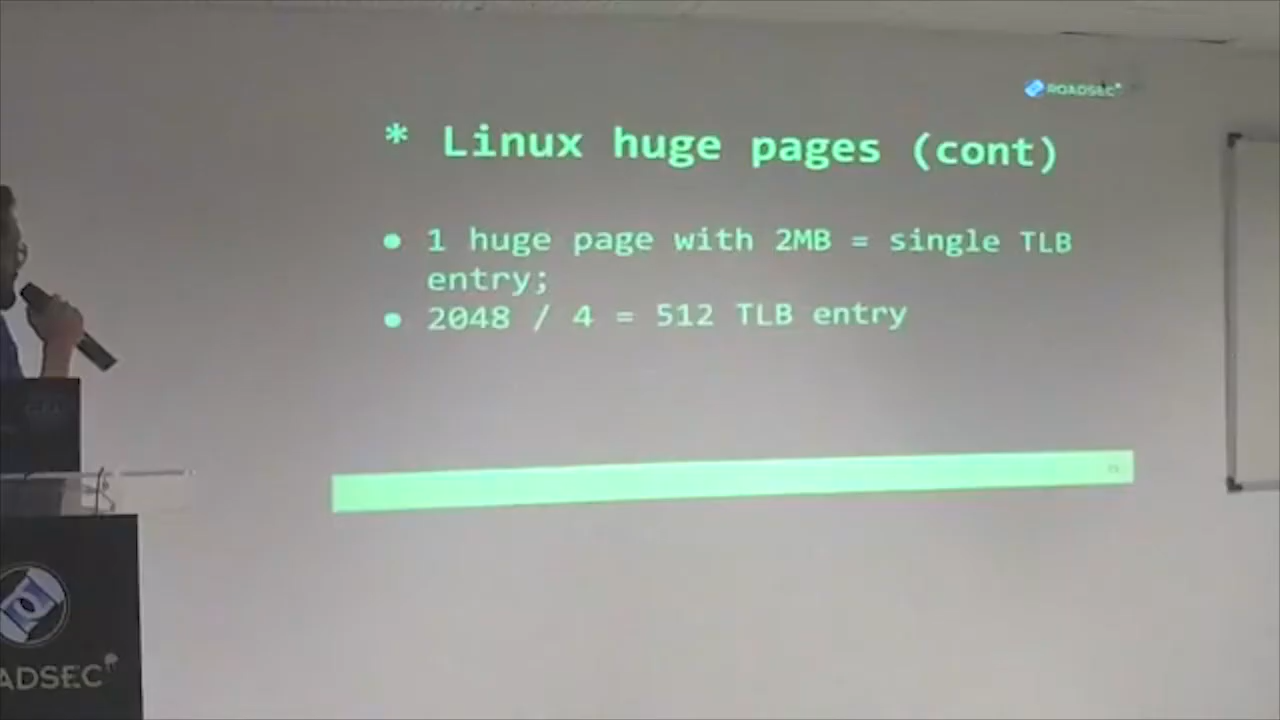 ROADSEC
* Linux huge pages (cont)
● 1 huge page with 2MB = single TLB
entry;
● 2048 / 4 = 512 TLB entry
ADSEC